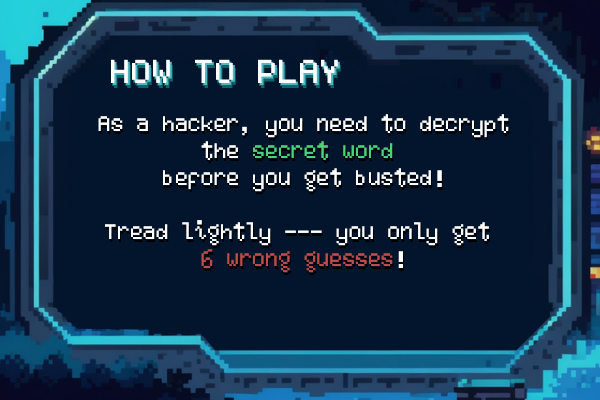 HOW TO PLAY
As a hacker, you need to decrypt
the secret word
before you get busted!
Tread lightly --- you only get
6 wrong guesses!